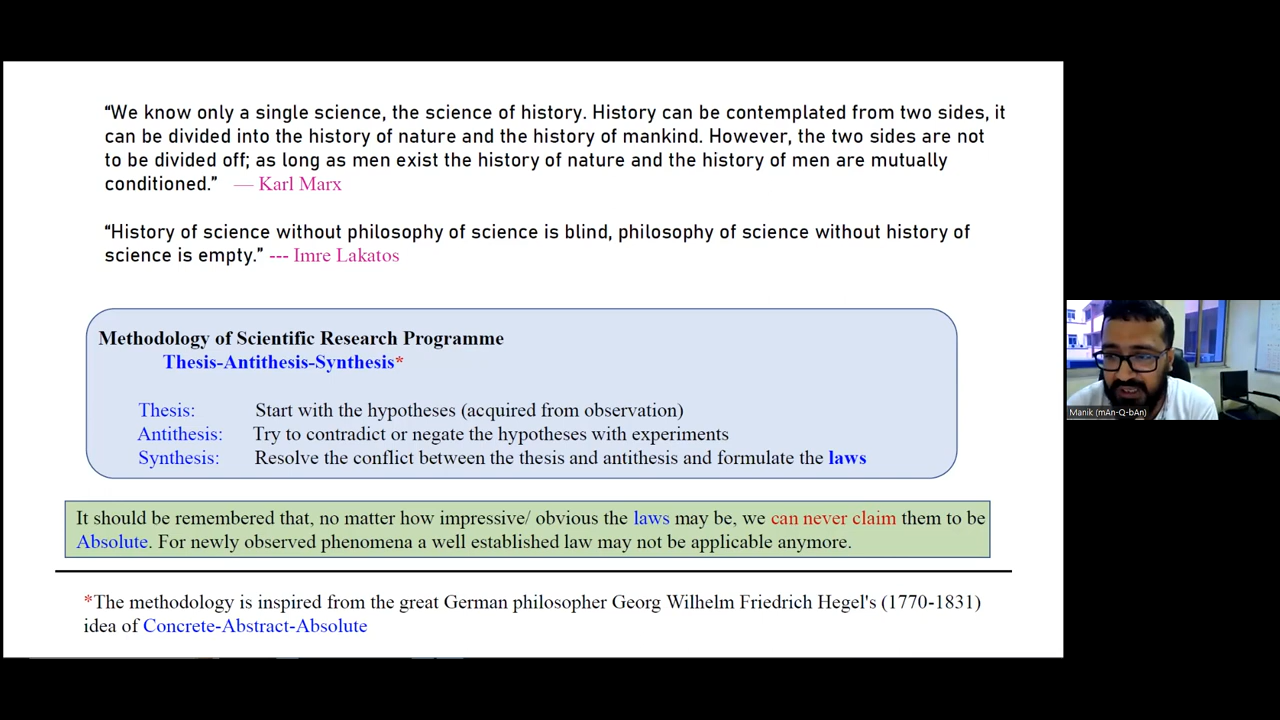 “We know only a single science, the science of history. History can be contemplated from two sides, it
can be divided into the history of nature and the history of mankind. However, the two sides are not
to be divided off; as long as men exist the history of nature and the history of men are mutually
conditioned.” — Karl Marx
“History of science without philosophy of science is blind, philosophy of science without history of
science is empty.” --- Imre Lakatos
Methodology of Scientific Research Programme
Thesis-Antithesis-Synthesis*
Thesis: Start with the hypotheses (acquired from observation)
Antithesis: Try to contradict or negate the hypotheses with experiments
Synthesis: Resolve the conflict between the thesis and antithesis and formulate the laws
It should be remembered that, no matter how impressive/ obvious the laws may be, we can never claim them to be
Absolute. For newly observed phenomena a well established law may not be applicable anymore.
*The methodology is inspired from the great German philosopher Georg Wilhelm Friedrich Hegel's (1770-1831)
idea of Concrete-Abstract-Absolute
Manik (mAn-Q-bAn)